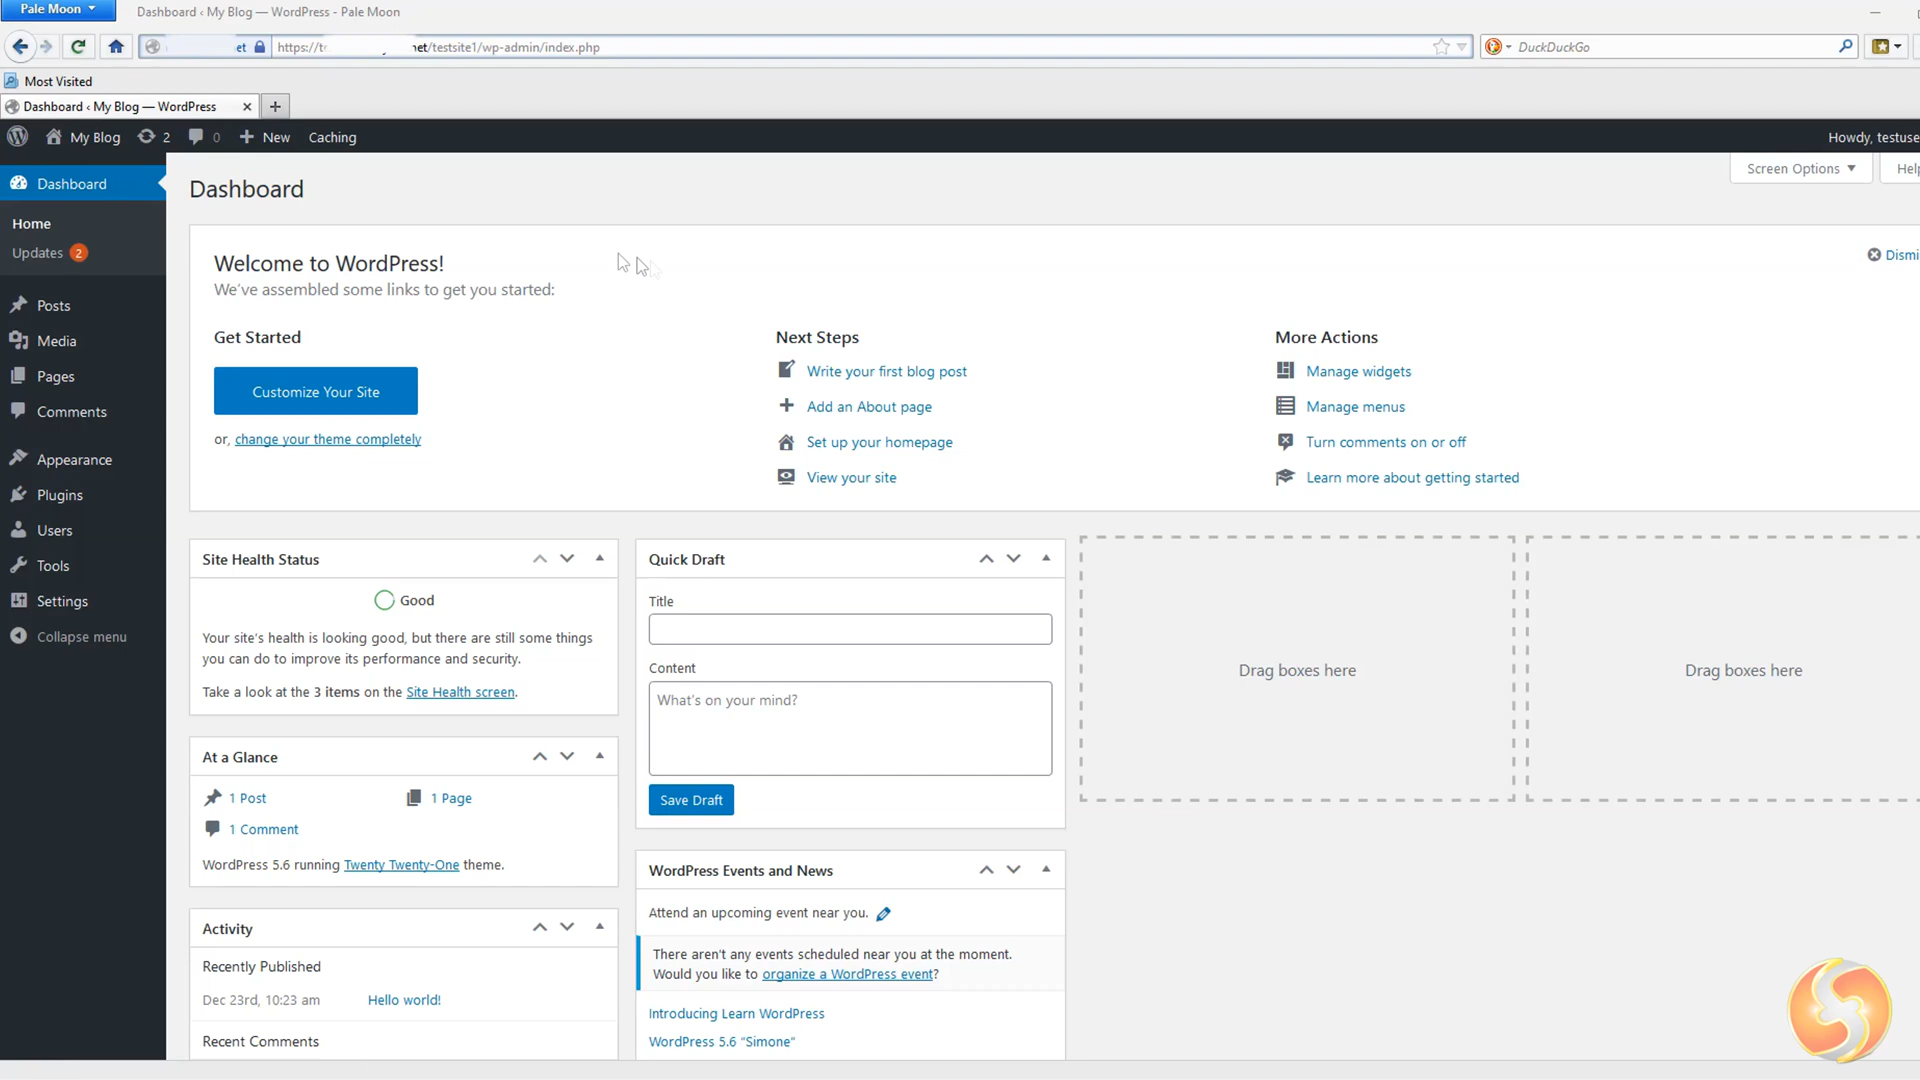 Pale Moon
Dashboard ‹ My Blog — WordPress - Pale Moon
et
https://t
net/testsite1/wp-admin/index.php
DuckDuckGo
Most Visited
Dashboard ‹ My Blog — WordPress
My Blog
2
0
New
Caching
Howdy, testuse
Dashboard
Home
Updates 2
Posts
Media
Pages
Comments
Appearance
Plugins
Users
Tools
Settings
Collapse menu
Dashboard
Screen Options
Help
Welcome to WordPress!
We've assembled some links to get you started:
Dismi
Get Started
Customize Your Site
or, change your theme completely
Next Steps
Write your first blog post
Add an About page
Set up your homepage
View your site
More Actions
Manage widgets
Manage menus
Turn comments on or off
Learn more about getting started
Site Health Status
Good
Your site's health is looking good, but there are still some things
you can do to improve its performance and security.
Take a look at the 3 items on the Site Health screen.
At a Glance
1 Post
1 Page
1 Comment
WordPress 5.6 running Twenty Twenty-One theme.
Activity
Recently Published
Dec 23rd, 10:23 am
Hello world!
Recent Comments
Quick Draft
Title
Content
What's on your mind?
Save Draft
WordPress Events and News
Attend an upcoming event near you.
There aren't any events scheduled near you at the moment.
Would you like to organize a WordPress event?
Introducing Learn WordPress
WordPress 5.6 “Simone”
Drag boxes here
Drag boxes here